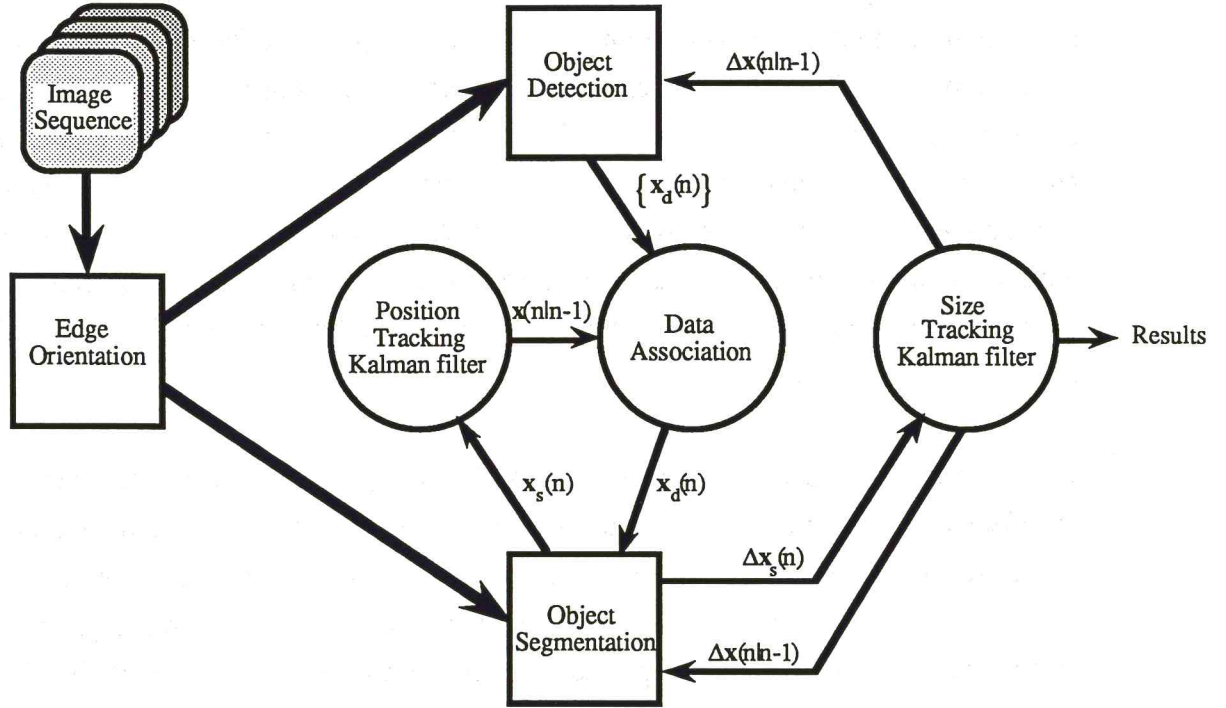 Image
Sequence
Object
Detection
Δx(n|n-1)
{x_d(n)}
Edge
Orientation
Position
Tracking
Kalman filter
x(n|n-1)
Data
Association
Size
Tracking
Kalman filter
Results
x_s(n)
x_d(n)
Δx_s(n)
Object
Segmentation
Δx(n|n-1)